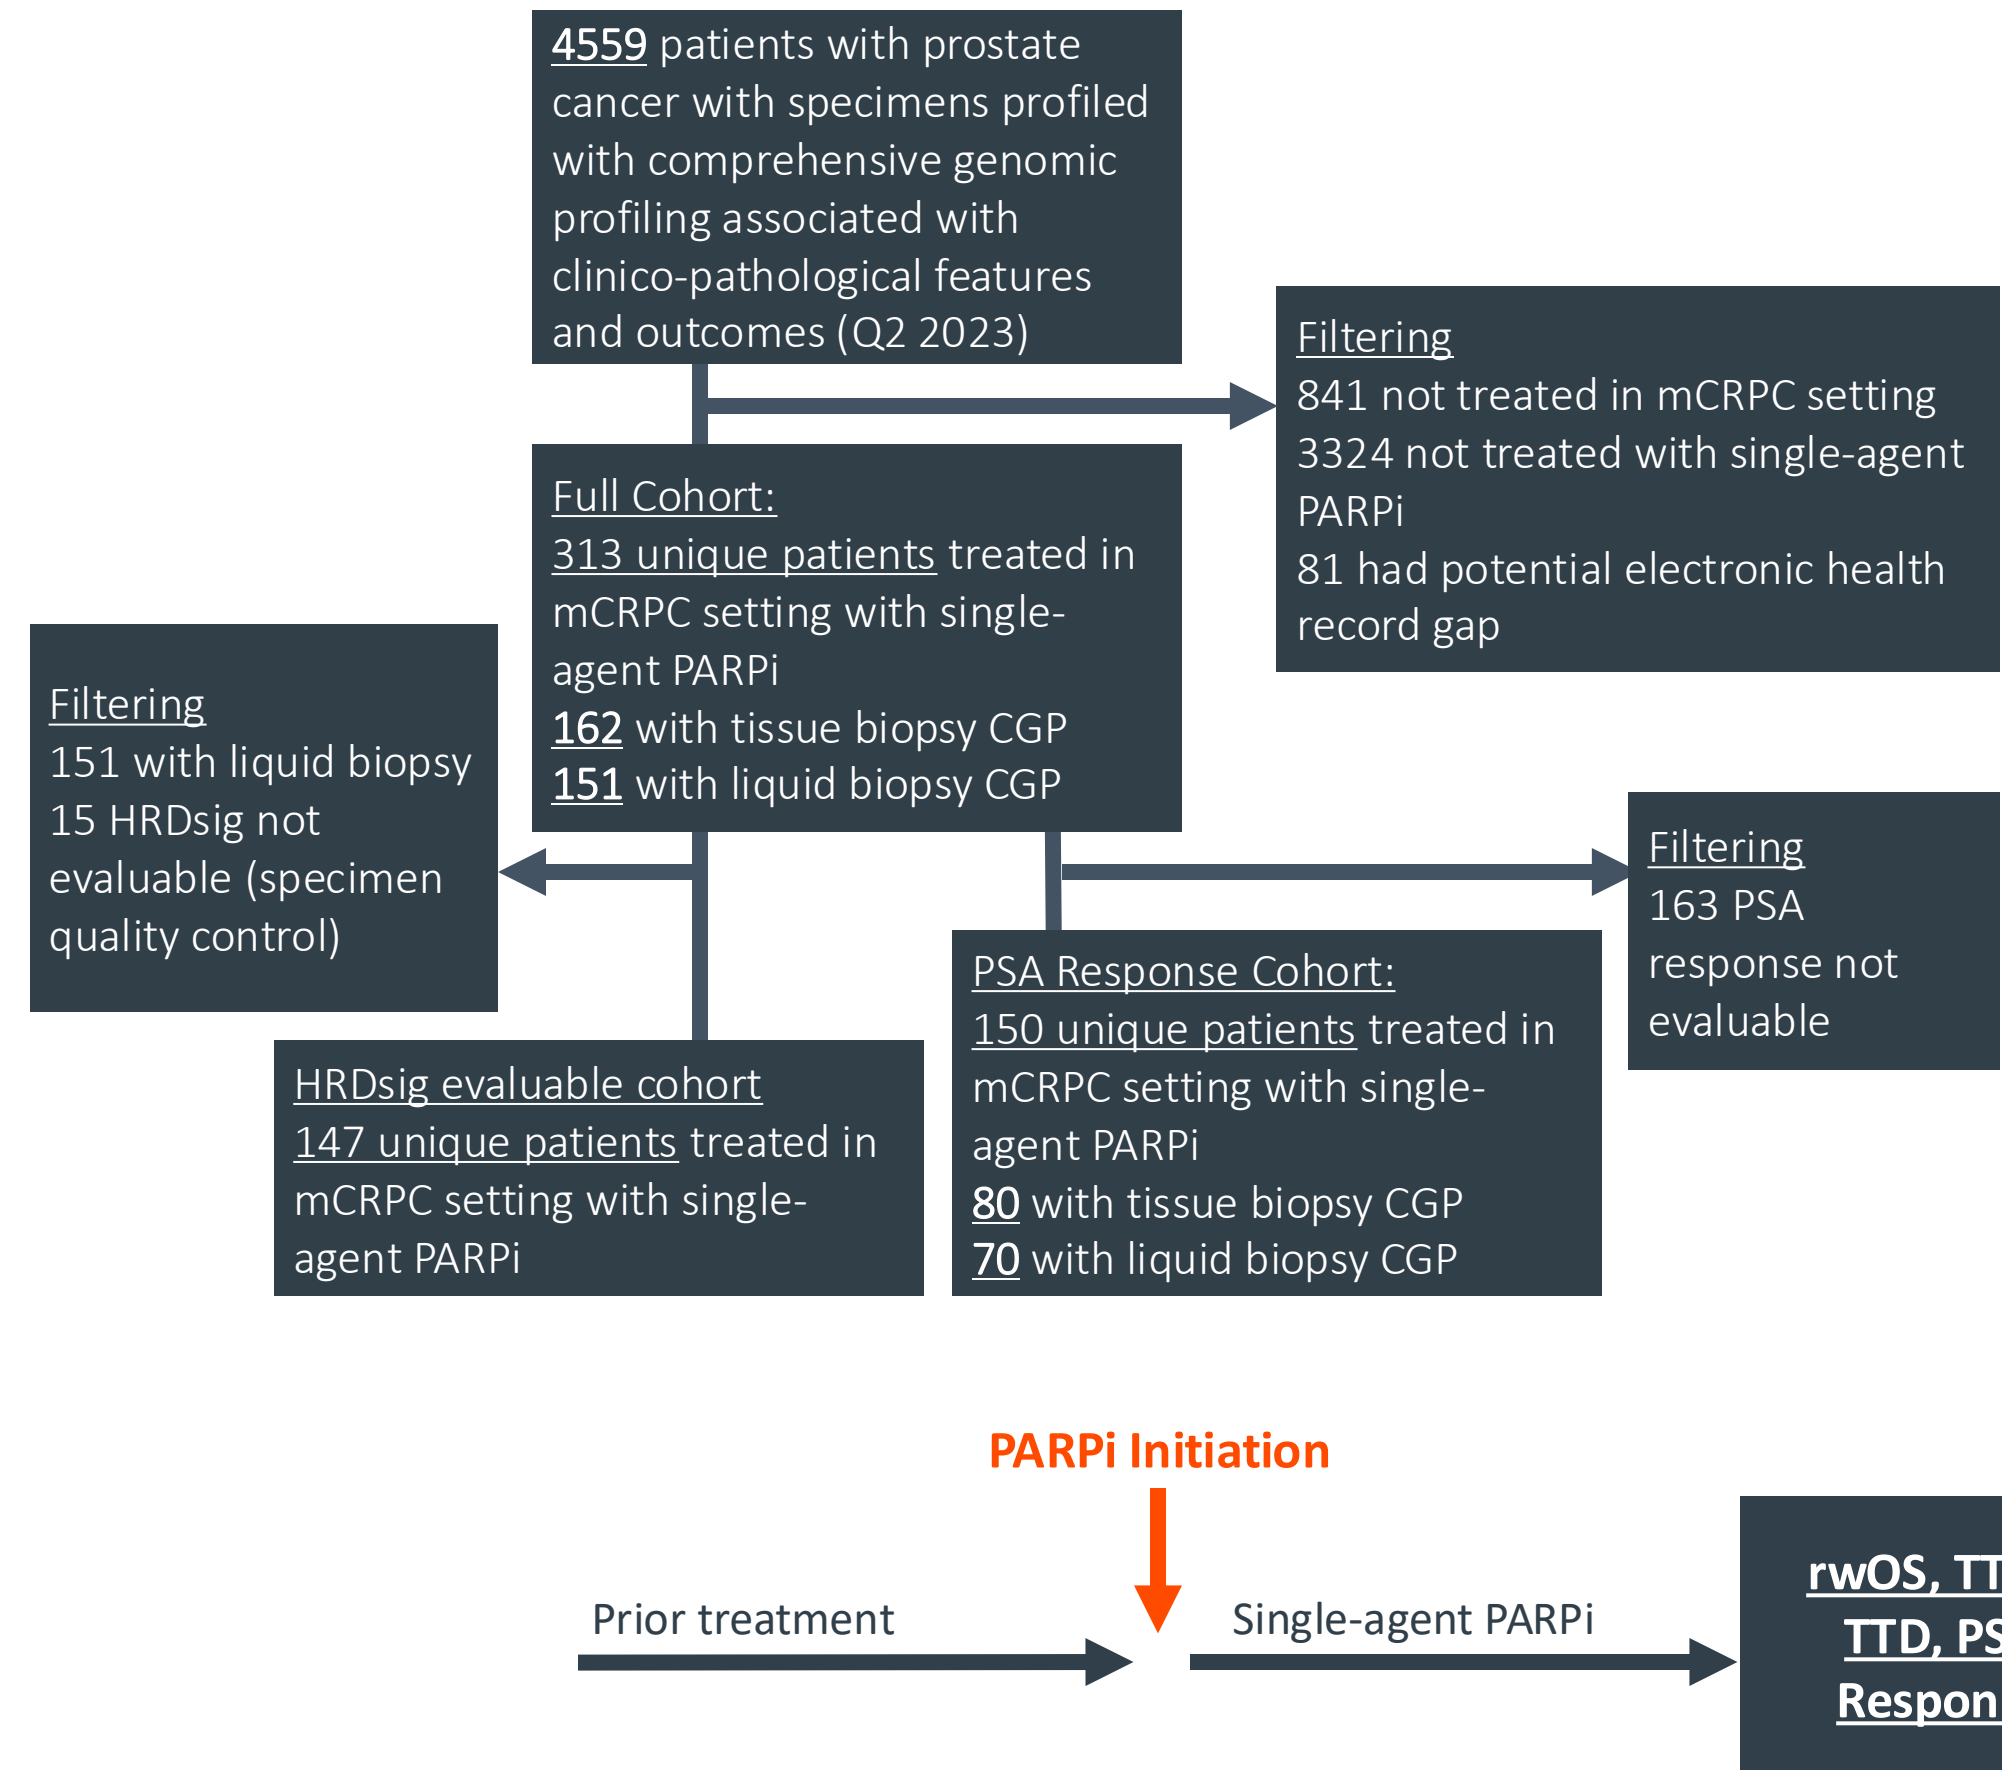 4559 patients with prostate
cancer with specimens profiled
with comprehensive genomic
profiling associated with
clinico-pathological features
and outcomes (Q2 2023)
Filtering
841 not treated in mCRPC setting
3324 not treated with single-agent
PARPi
81 had potential electronic health
record gap
Full Cohort:
313 unique patients treated in
mCRPC setting with single-
agent PARPi
162 with tissue biopsy CGP
151 with liquid biopsy CGP
Filtering
151 with liquid biopsy
15 HRDsig not
evaluable (specimen
quality control)
Filtering
163 PSA
response not
evaluable
HRDsig evaluable cohort
147 unique patients treated in
mCRPC setting with single-
agent PARPi
PSA Response Cohort:
150 unique patients treated in
mCRPC setting with single-
agent PARPi
80 with tissue biopsy CGP
70 with liquid biopsy CGP
PARPi Initiation
Prior treatment
Single-agent PARPi
rwOS, TT
TTD, PS
Respon